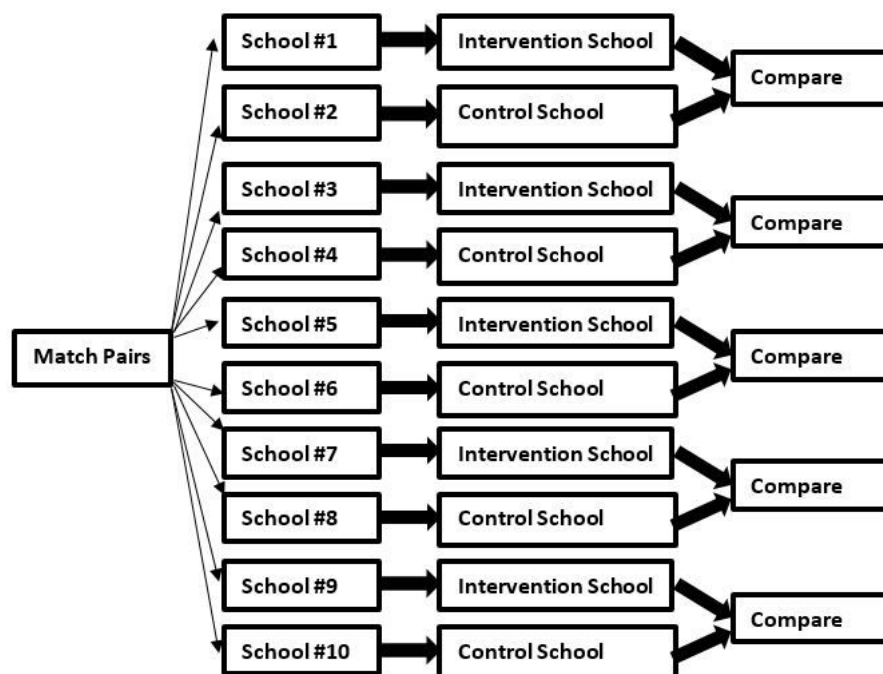 School #1 Intervention School
Compare
School #2 Control School
School #3 Intervention School
Compare
School #4 Control School
School #5 Intervention School
Match Pairs Compare
School #6 Control School
School #7 Intervention School
Compare
School #8 Control School
School #9 Intervention School
Compare
School #10 Control School